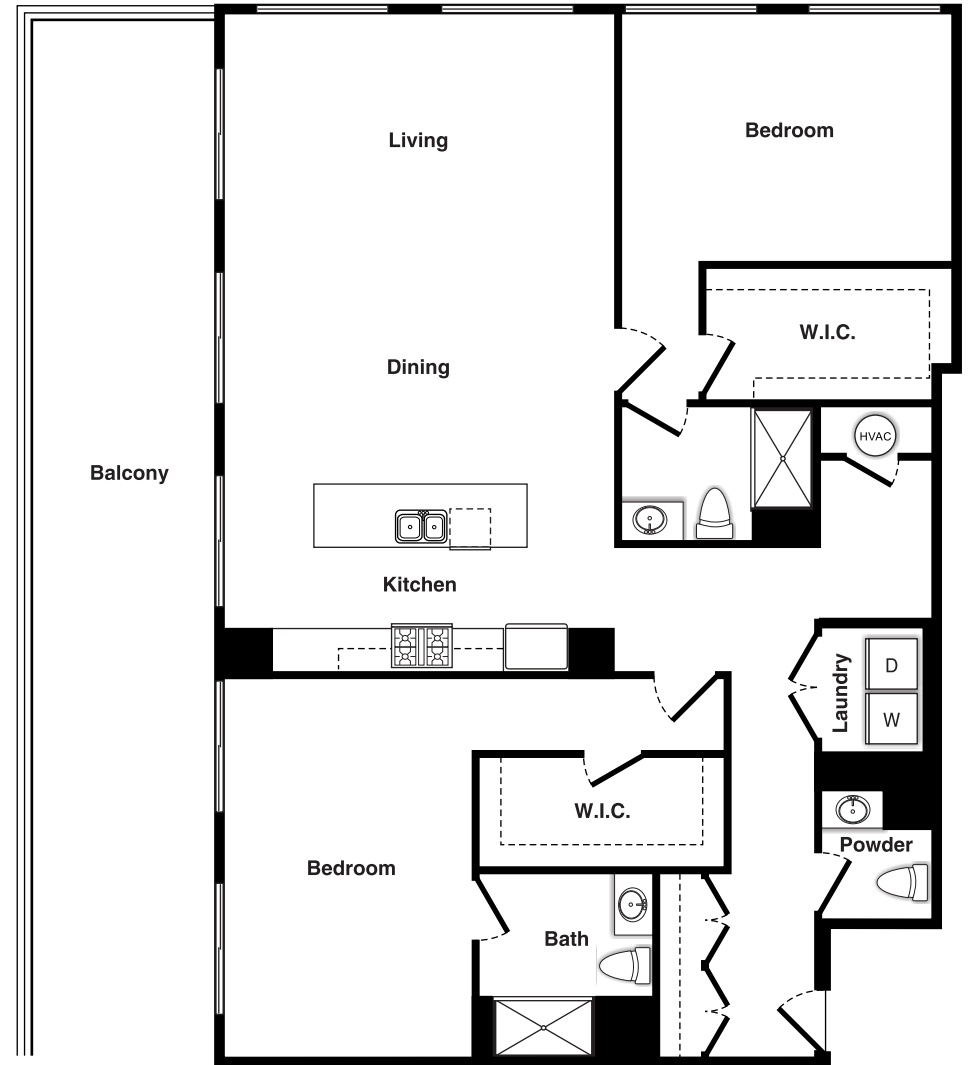 Living
Bedroom
W.I.C.
Dining
HVAC
Balcony
Kitchen
Laundry
D
W
W.I.C.
Powder
Bedroom
Bath